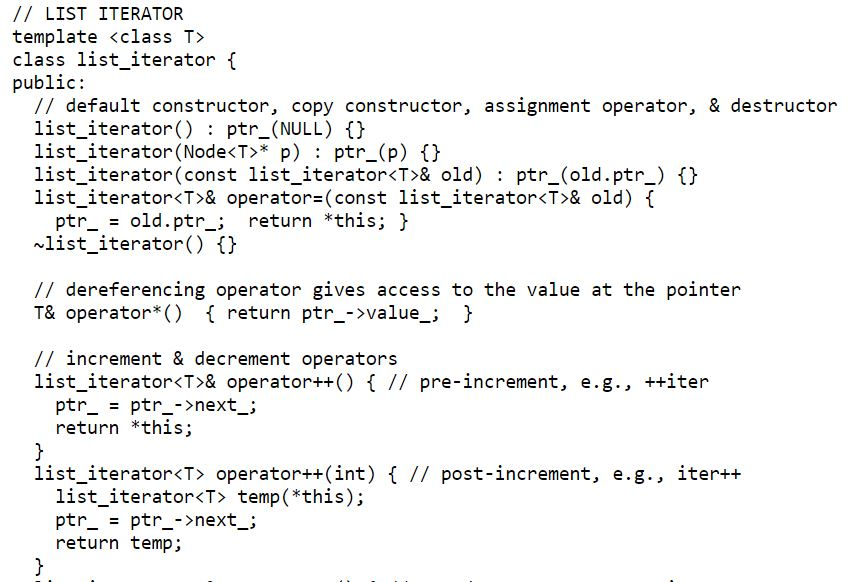 // LIST ITERATOR
template <class T>
class list_iterator {
public:
  // default constructor, copy constructor, assignment operator, & destructor
  list_iterator() : ptr_(NULL) {}
  list_iterator(Node<T>* p) : ptr_(p) {}
  list_iterator(const list_iterator<T>& old) : ptr_(old.ptr_) {}
  list_iterator<T>& operator=(const list_iterator<T>& old) {
    ptr_ = old.ptr_;  return *this; }
  ~list_iterator() {}

  // dereferencing operator gives access to the value at the pointer
  T& operator*()  { return ptr_->value_;  }

  // increment & decrement operators
  list_iterator<T>& operator++() { // pre-increment, e.g., ++iter
    ptr_ = ptr_->next_;
    return *this;
  }
  list_iterator<T> operator++(int) { // post-increment, e.g., iter++
    list_iterator<T> temp(*this);
    ptr_ = ptr_->next_;
    return temp;
  }